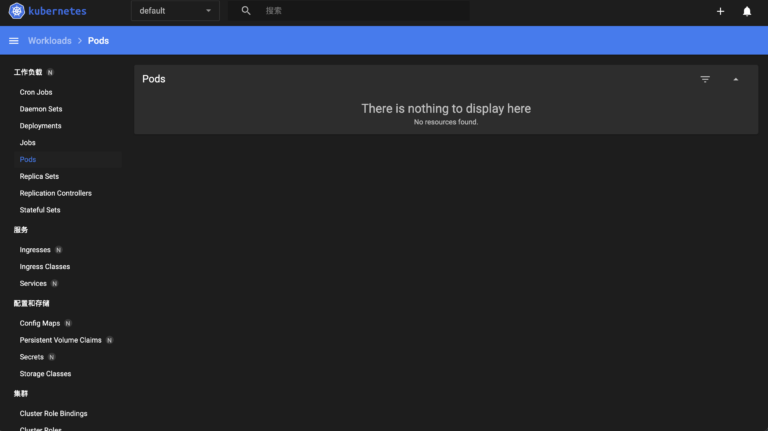 kubernetes
default
搜索
Workloads > Pods
工作负载 N
Cron Jobs
Daemon Sets
Deployments
Jobs
Pods
Replica Sets
Replication Controllers
Stateful Sets
服务
Ingresses N
Ingress Classes
Services N
配置和存储
Config Maps N
Persistent Volume Claims N
Secrets N
Storage Classes
集群
Cluster Role Bindings
Cluster Roles
Pods
There is nothing to display here
No resources found.